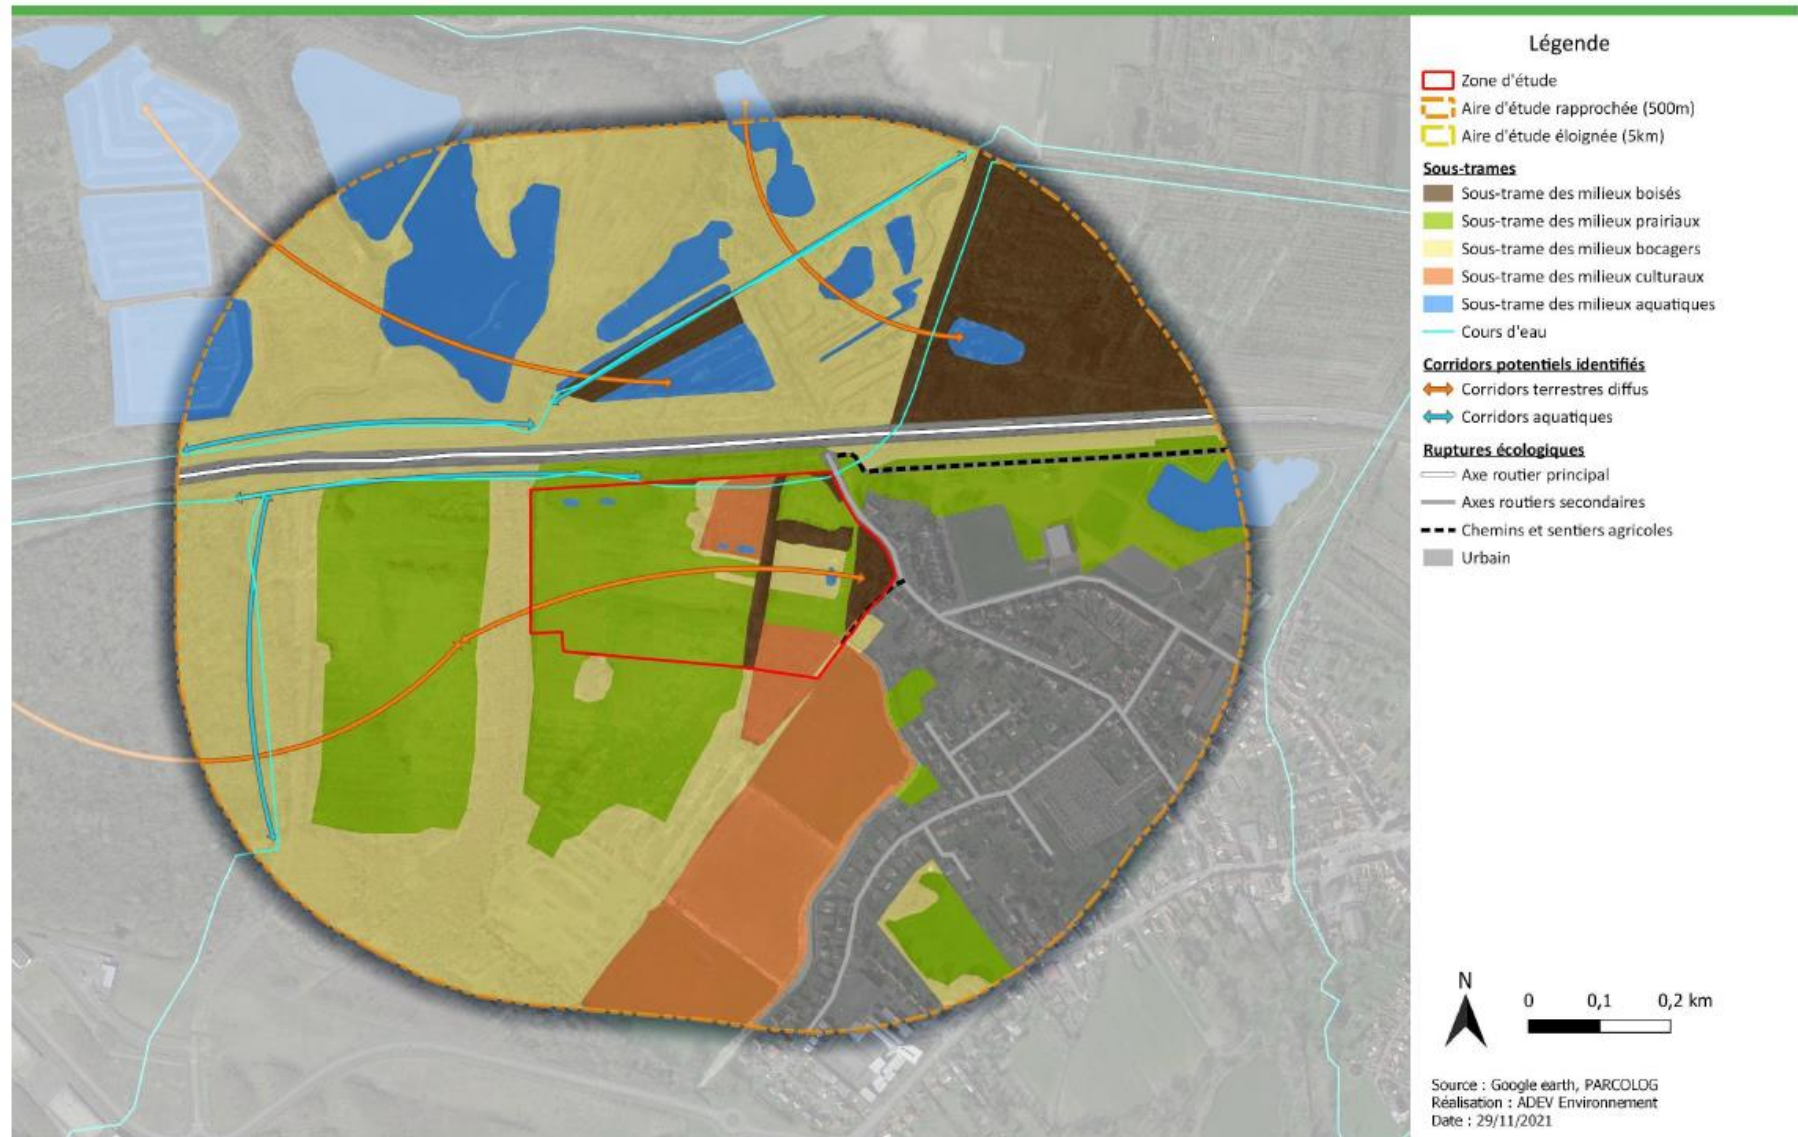 Légende
Zone d'étude
Aire d'étude rapprochée (500m)
Aire d'étude éloignée (5km)
Sous-trames
Sous-trame des milieux boisés
Sous-trame des milieux prairiaux
Sous-trame des milieux bocagers
Sous-trame des milieux culturaux
Sous-trame des milieux aquatiques
Cours d'eau
Corridors potentiels identifiés
Corridors terrestres diffus
Corridors aquatiques
Ruptures écologiques
Axe routier principal
Axes routiers secondaires
Chemins et sentiers agricoles
Urbain
N
0 0,1 0,2 km
Source : Google earth, PARCOLOG
Réalisation : ADEV Environnement
Date : 29/11/2021